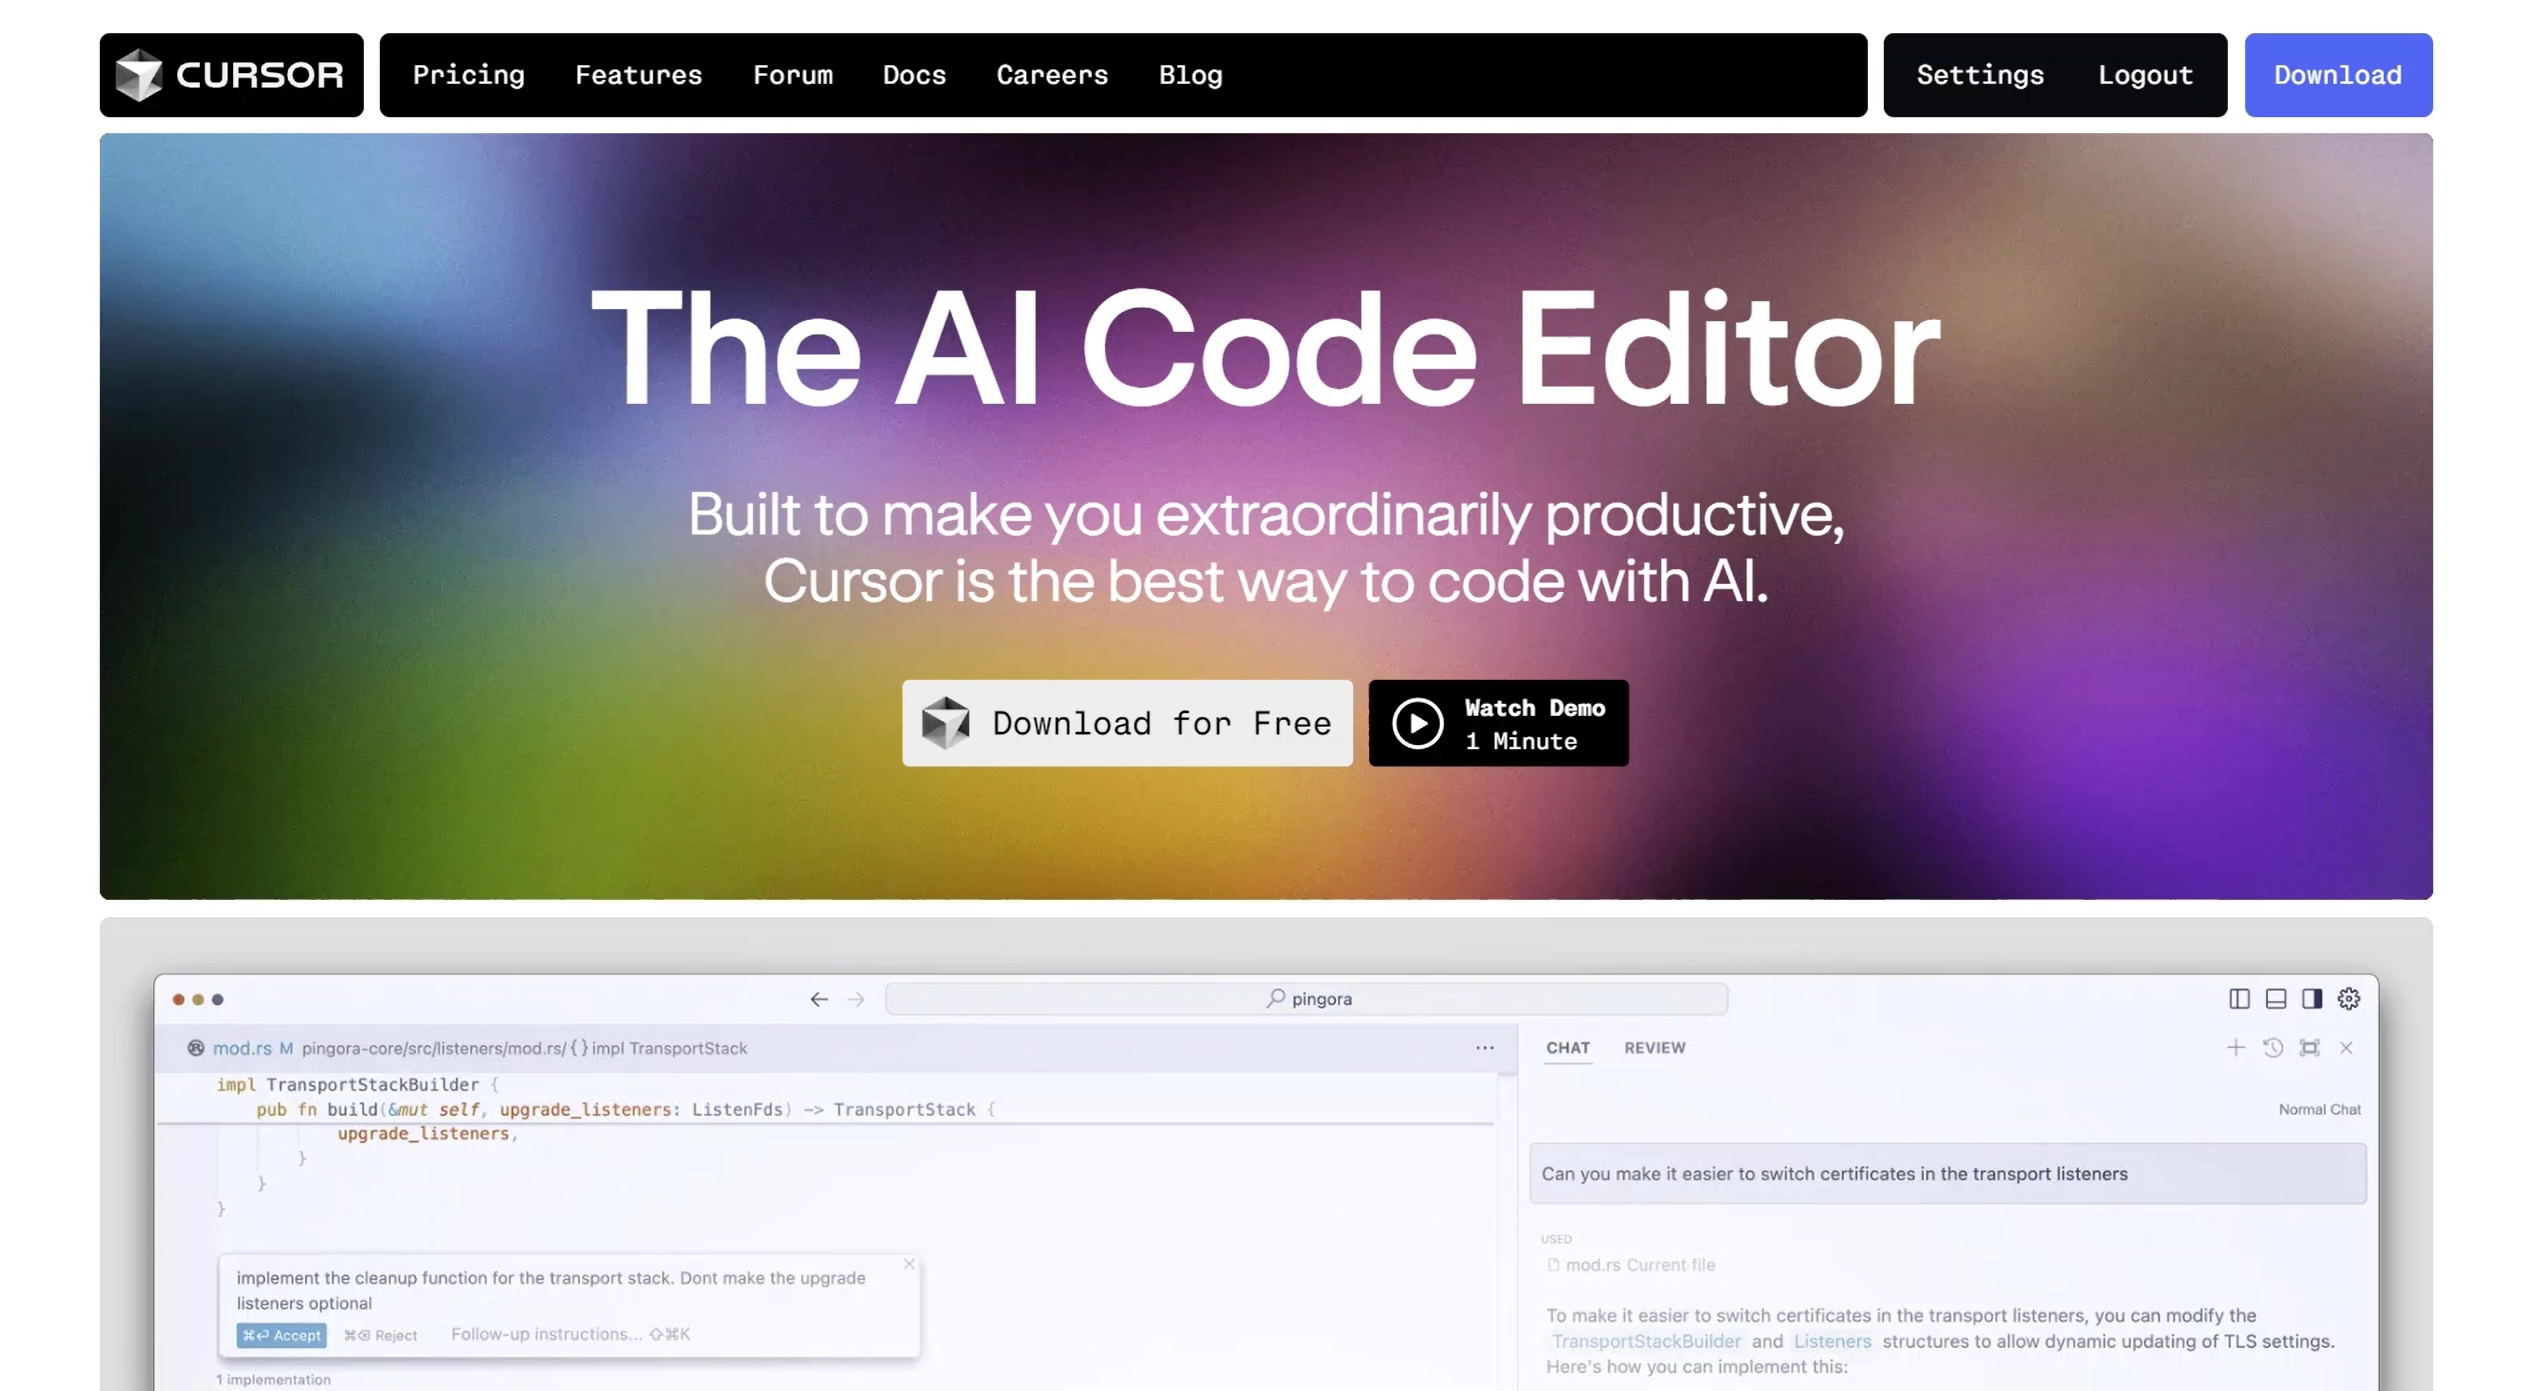 CURSOR
Pricing Features Forum Docs Careers Blog
Settings Logout
Download
The AI Code Editor
Built to make you extraordinarily productive,
Cursor is the best way to code with AI.
Download for Free
Watch Demo
1 Minute
pingora
mod.rs M pingora-core/src/listeners/mod.rs/{} impl TransportStack
...
impl TransportStackBuilder {
pub fn build(&mut self, upgrade_listeners: ListenFds) -> TransportStack {
upgrade_listeners,
}
}
}
implement the cleanup function for the transport stack. Dont make the upgrade
listeners optional
⌘⏎ Accept ⌘⌫ Reject Follow-up instructions... ⇧⌘K
1 implementation
CHAT REVIEW
Normal Chat
Can you make it easier to switch certificates in the transport listeners
USED
mod.rs Current file
To make it easier to switch certificates in the transport listeners, you can modify the
TransportStackBuilder and Listeners structures to allow dynamic updating of TLS settings.
Here's how you can implement this: